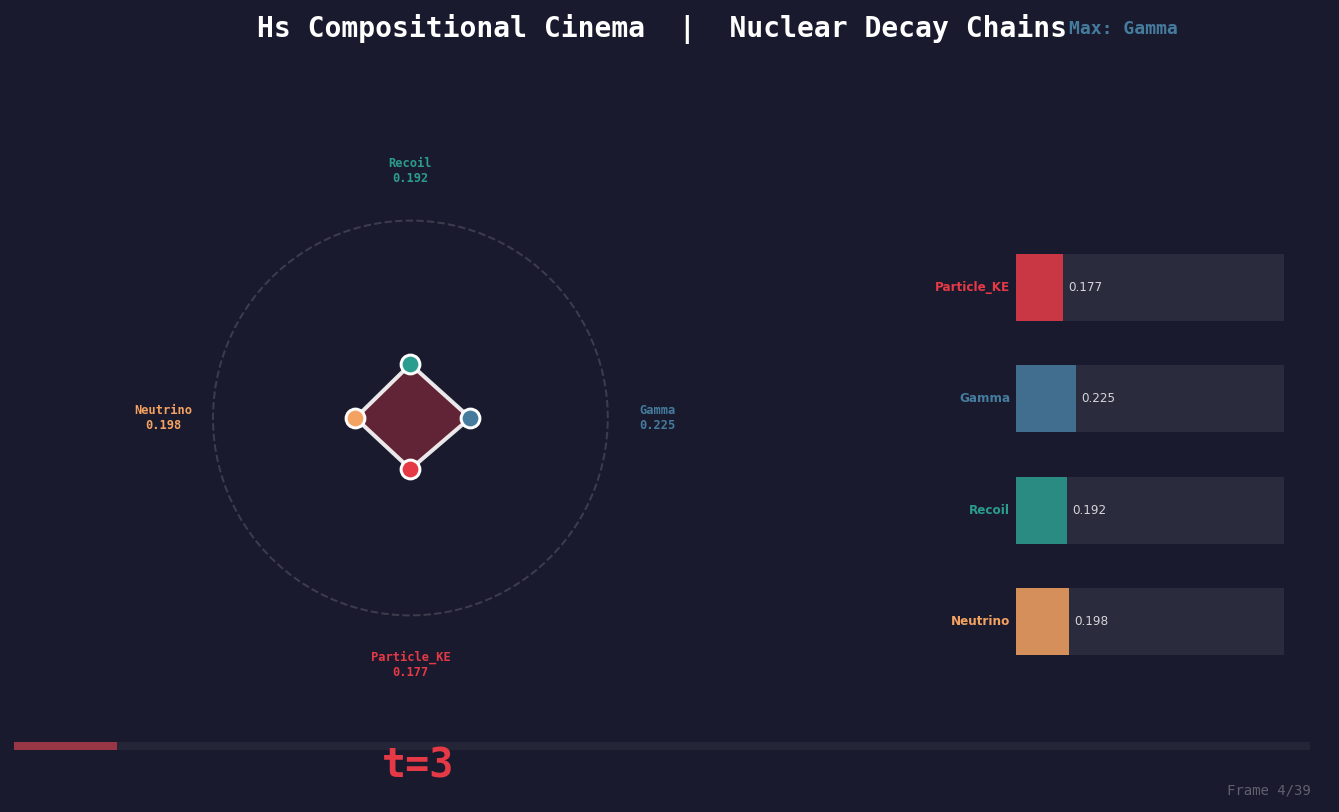 Hs Compositional Cinema | Nuclear Decay Chains
Max: Gamma
Recoil
0.192
Neutrino
0.198
Gamma
0.225
Particle_KE
0.177
Particle_KE
0.177
Gamma
0.225
Recoil
0.192
Neutrino
0.198
t=3
Frame 4/39